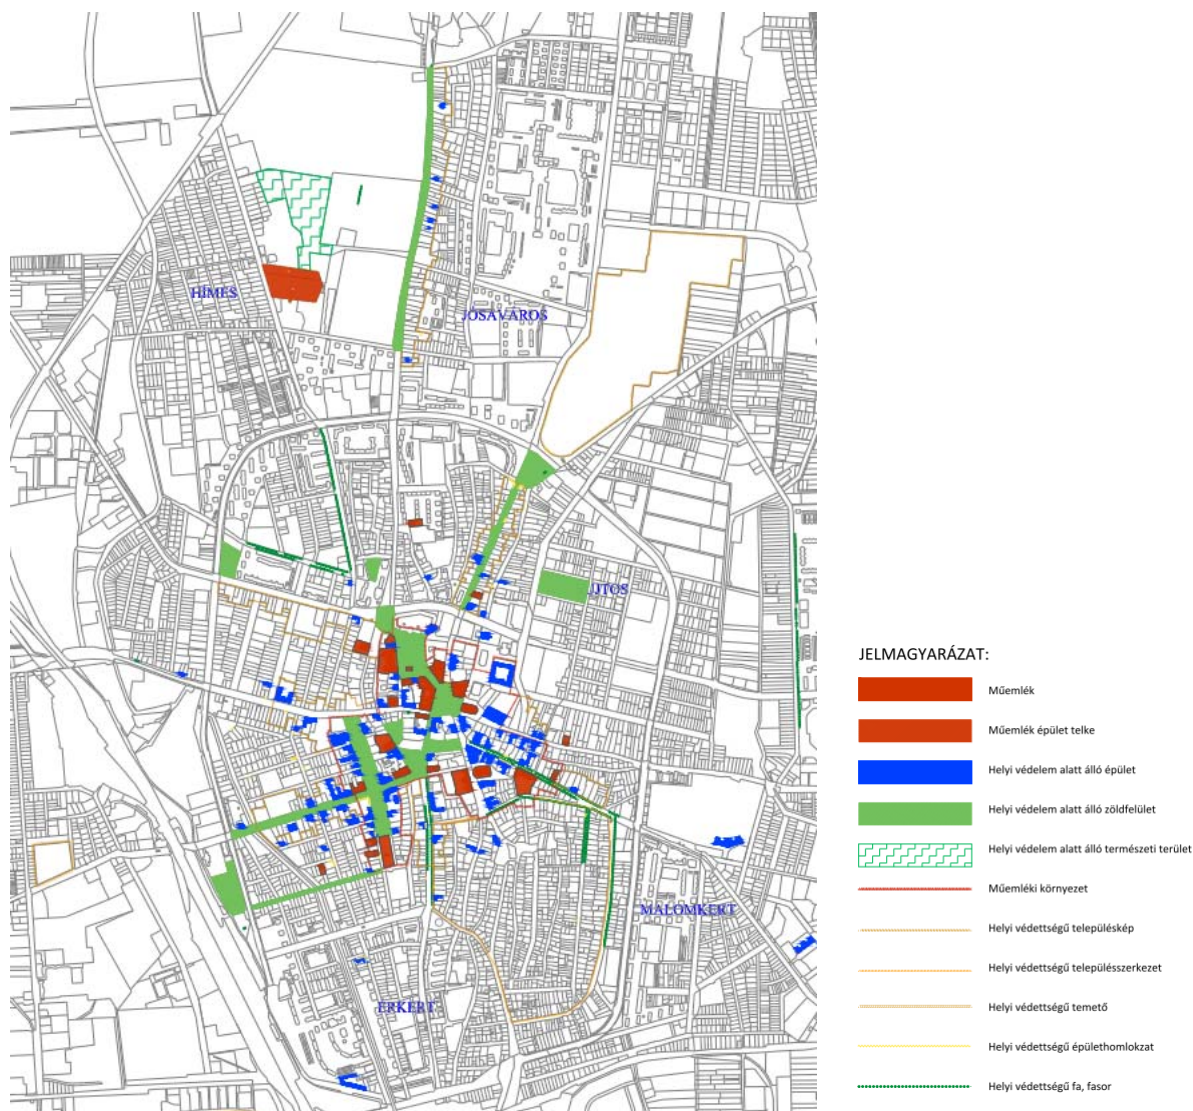 HÍMES
JÓSAVÁROS
MALOMKERT
ÉRKERT
JELMAGYARÁZAT:
Műemlék
Műemlék épület telke
Helyi védelem alatt álló épület
Helyi védelem alatt álló zöldfelület
Helyi védelem alatt álló természeti terület
Műemléki környezet
Helyi védettségű településkép
Helyi védettségű településszerkezet
Helyi védettségű temető
Helyi védettségű épülethomlokzat
Helyi védettségű fa, fasor